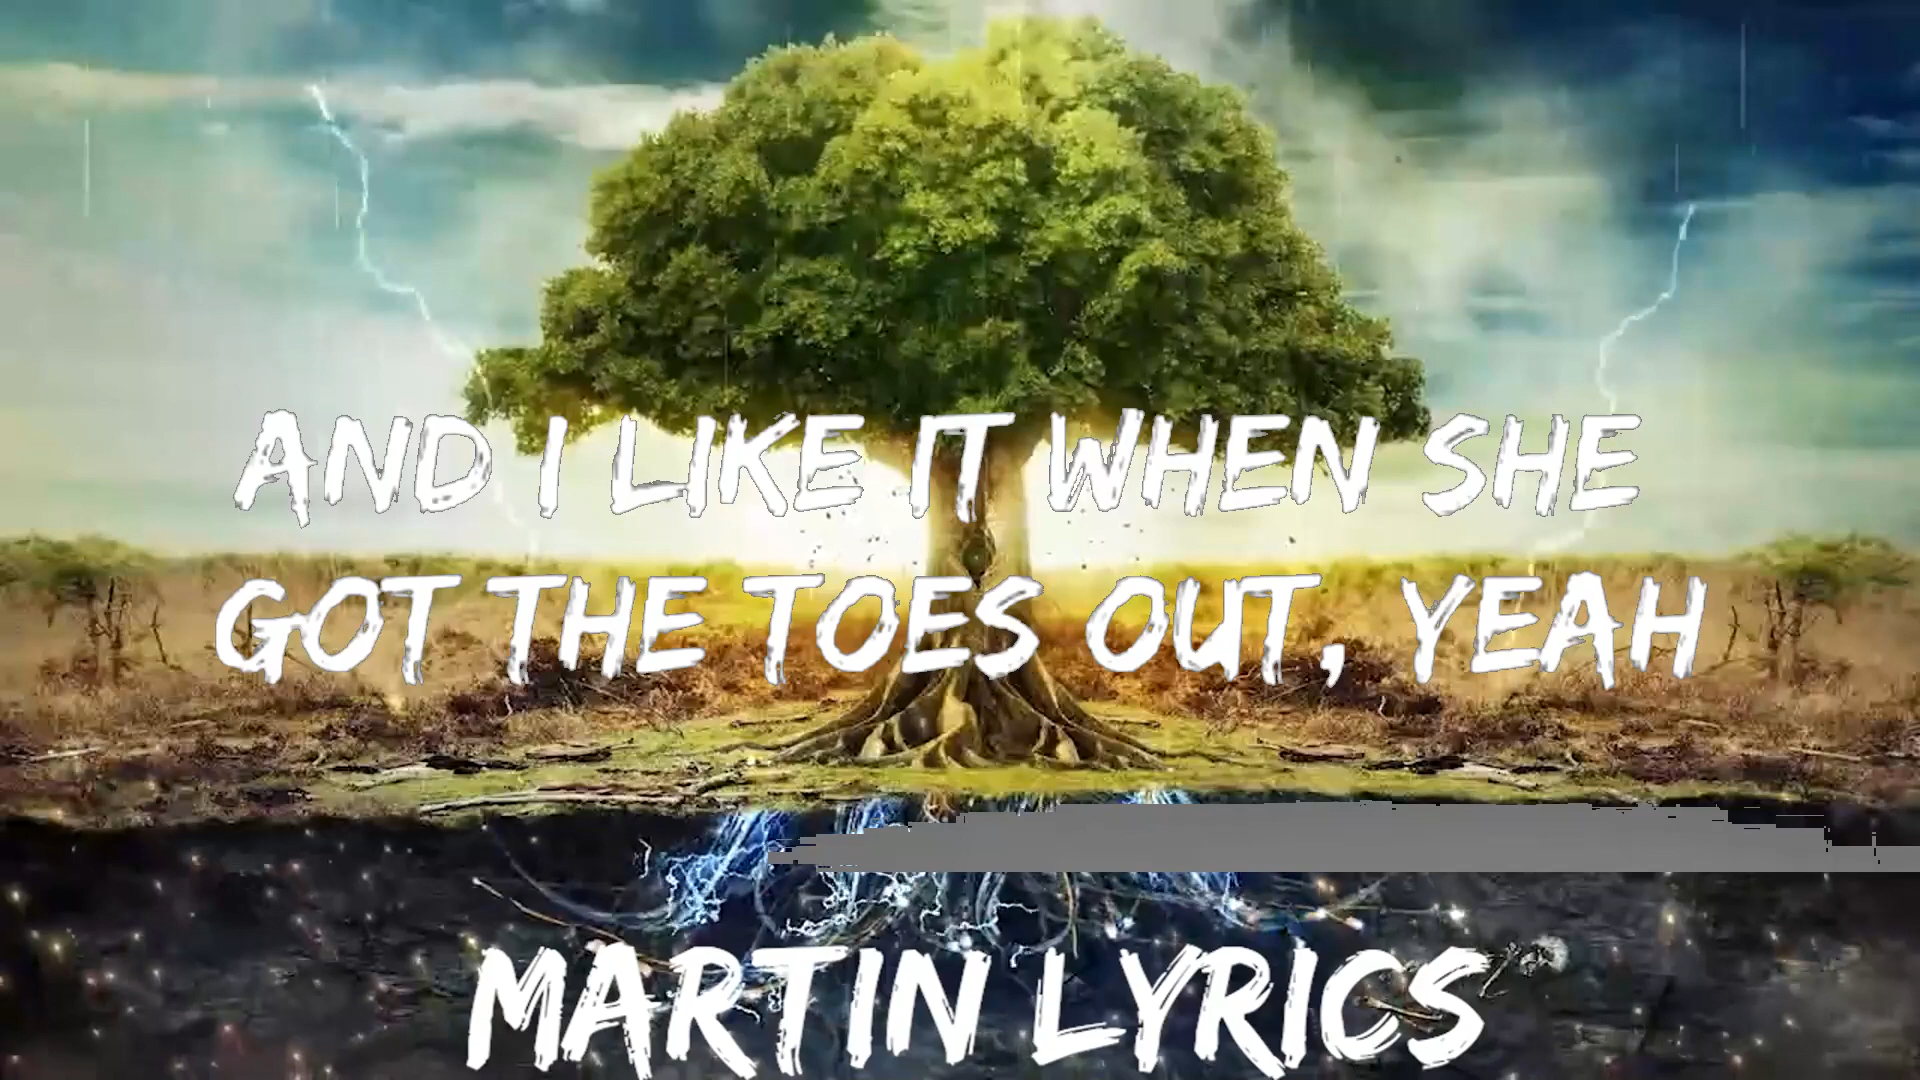 AND I LIKE IT WHEN SHE
GOT THE TOES OUT, YEAH
MARTIN LYRICS